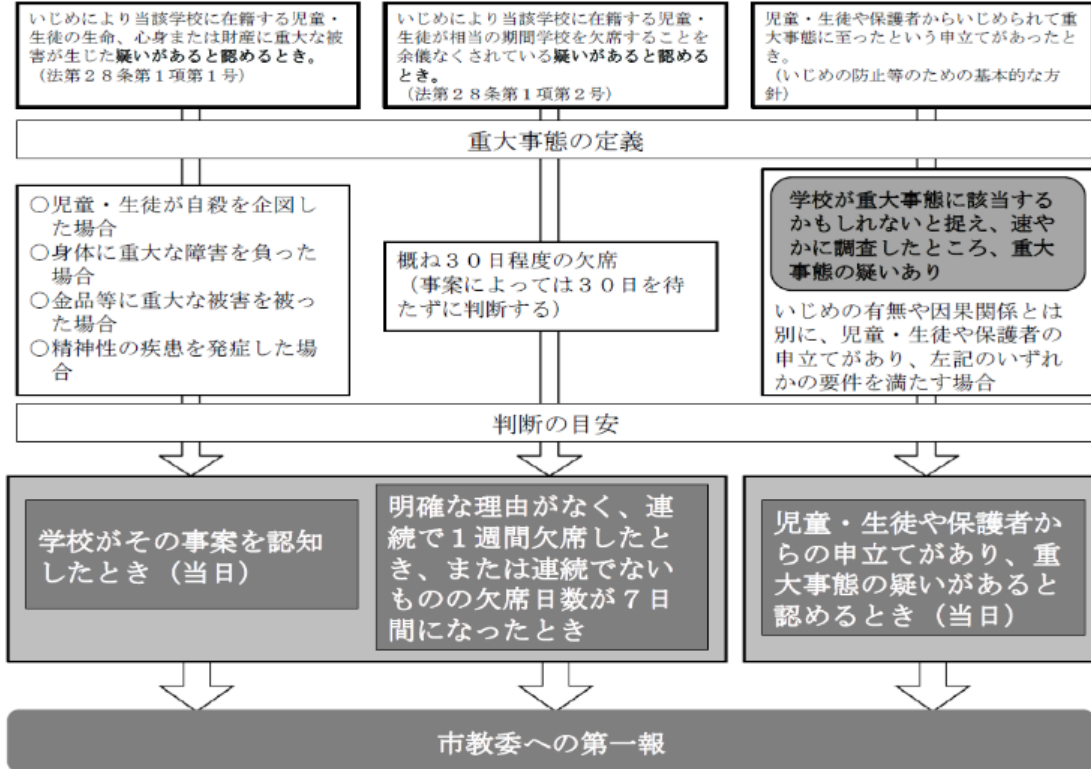 いじめにより当該学校に在籍する児童・
生徒の生命、心身または財産に重大な被
害が生じた疑いがあると認めるとき。
（法第２８条第１項第１号）
いじめにより当該学校に在籍する児童・
生徒が相当の期間学校を欠席することを
余儀なくされている疑いがあると認める
とき。
（法第２８条第１項第２号）
児童・生徒や保護者からいじめられて重
大事態に至ったという申立てがあったと
き。
（いじめの防止等のための基本的な方
針）
重大事態の定義
○児童・生徒が自殺を企図し
た場合
○身体に重大な障害を負った
場合
○金品等に重大な被害を被っ
た場合
○精神性の疾患を発症した場
合
概ね３０日程度の欠席
（事案によっては３０日を待
たずに判断する）
学校が重大事態に該当する
かもしれないと捉え、速や
かに調査したところ、重大
事態の疑いあり
いじめの有無や因果関係とは
別に、児童・生徒や保護者の
申立てがあり、左記のいずれ
かの要件を満たす場合
判断の目安
学校がその事案を認知
したとき（当日）
明確な理由がなく、連
続で１週間欠席したと
き、または連続でない
ものの欠席日数が７日
間になったとき
児童・生徒や保護者か
らの申立てがあり、重
大事態の疑いがあると
認めるとき（当日）
市教委への第一報